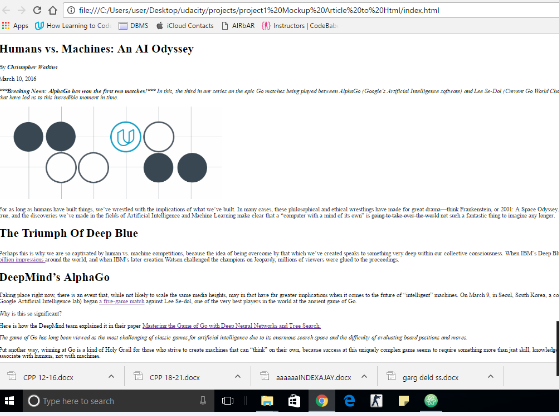 file:///C:/Users/user/Desktop/udacity/projects/project1%20Mockup%20Article%20to%20Html/index.html
Apps How Learning to Cod DBMS iCloud Contacts AIRbAR Instructors | CodeBab
Humans vs. Machines: An AI Odyssey
By Christopher Watkins
March 10, 2016
***Breaking News: AlphaGo has won the first two matches!*** In this, the third in our series on the epic Go matches being played between AlphaGo (Google's Artificial Intelligence software) and Lee Se-Dol (Current Go World Cha
that have led us to this incredible moment in time.
For as long as humans have built things, we've wrestled with the implications of what we've built. In many cases, these philosophical and ethical wrestlings have made for great drama—think Frankenstein, or 2001: A Space Odyssey
true, and the discoveries we've made in the fields of Artificial Intelligence and Machine Learning make clear that a "computer with a mind of its own" is going to take over the world not such a fantastic thing to imagine any longer.
The Triumph Of Deep Blue
Perhaps this is why we are so captivated by human vs. machine competitions, because the idea of being overcome by that which we've created speaks to something very deep within our collective consciousness. When IBM's Deep Bl
billion impressions around the world, and when IBM's later creation Watson challenged the champions on Jeopardy, millions of viewers were glued to the proceedings.
DeepMind's AlphaGo
Taking place right now, there is an event that, while not likely to scale the same media heights, may in fact have far greater implications when it comes to the future of "intelligent" machines. On March 9, in Seoul, South Korea, a co
Google Artificial Intelligence lab) began a five-game match against Lee Se-dol, one of the very best players in the world at the ancient game of Go.
Why is this so significant?
Here is how the DeepMind team explained it in their paper Mastering the Game of Go with Deep Neural Networks and Tree Search:
The game of Go has long been viewed as the most challenging of classic games for artificial intelligence due to its enormous search space and the difficulty of evaluating board positions and moves.
Put another way, winning at Go is a kind of Holy Grail for those who strive to create machines that can "think" on their own, because success at this uniquely complex game seems to require something more than just skill, knowledge
associate with humans, not with machines.
CPP 12-16.docx CPP 18-21.docx aaaaaaINDEXAJAY.docx garg deld ss.docx
Type here to search